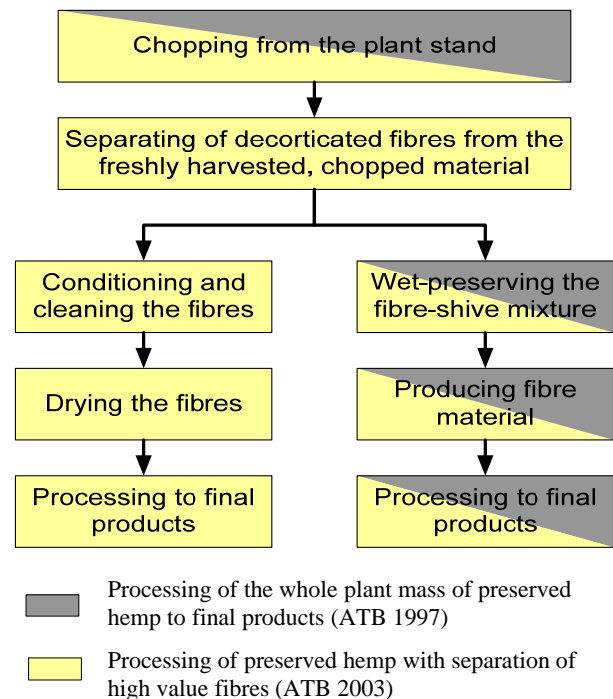 Chopping from the plant stand
Separating of decorticated fibres from the
freshly harvested, chopped material
Conditioning and
cleaning the fibres
Wet-preserving the
fibre-shive mixture
Drying the fibres
Producing fibre
material
Processing to final
products
Processing to final
products
Processing of the whole plant mass of preserved
hemp to final products (ATB 1997)
Processing of preserved hemp with separation of
high value fibres (ATB 2003)